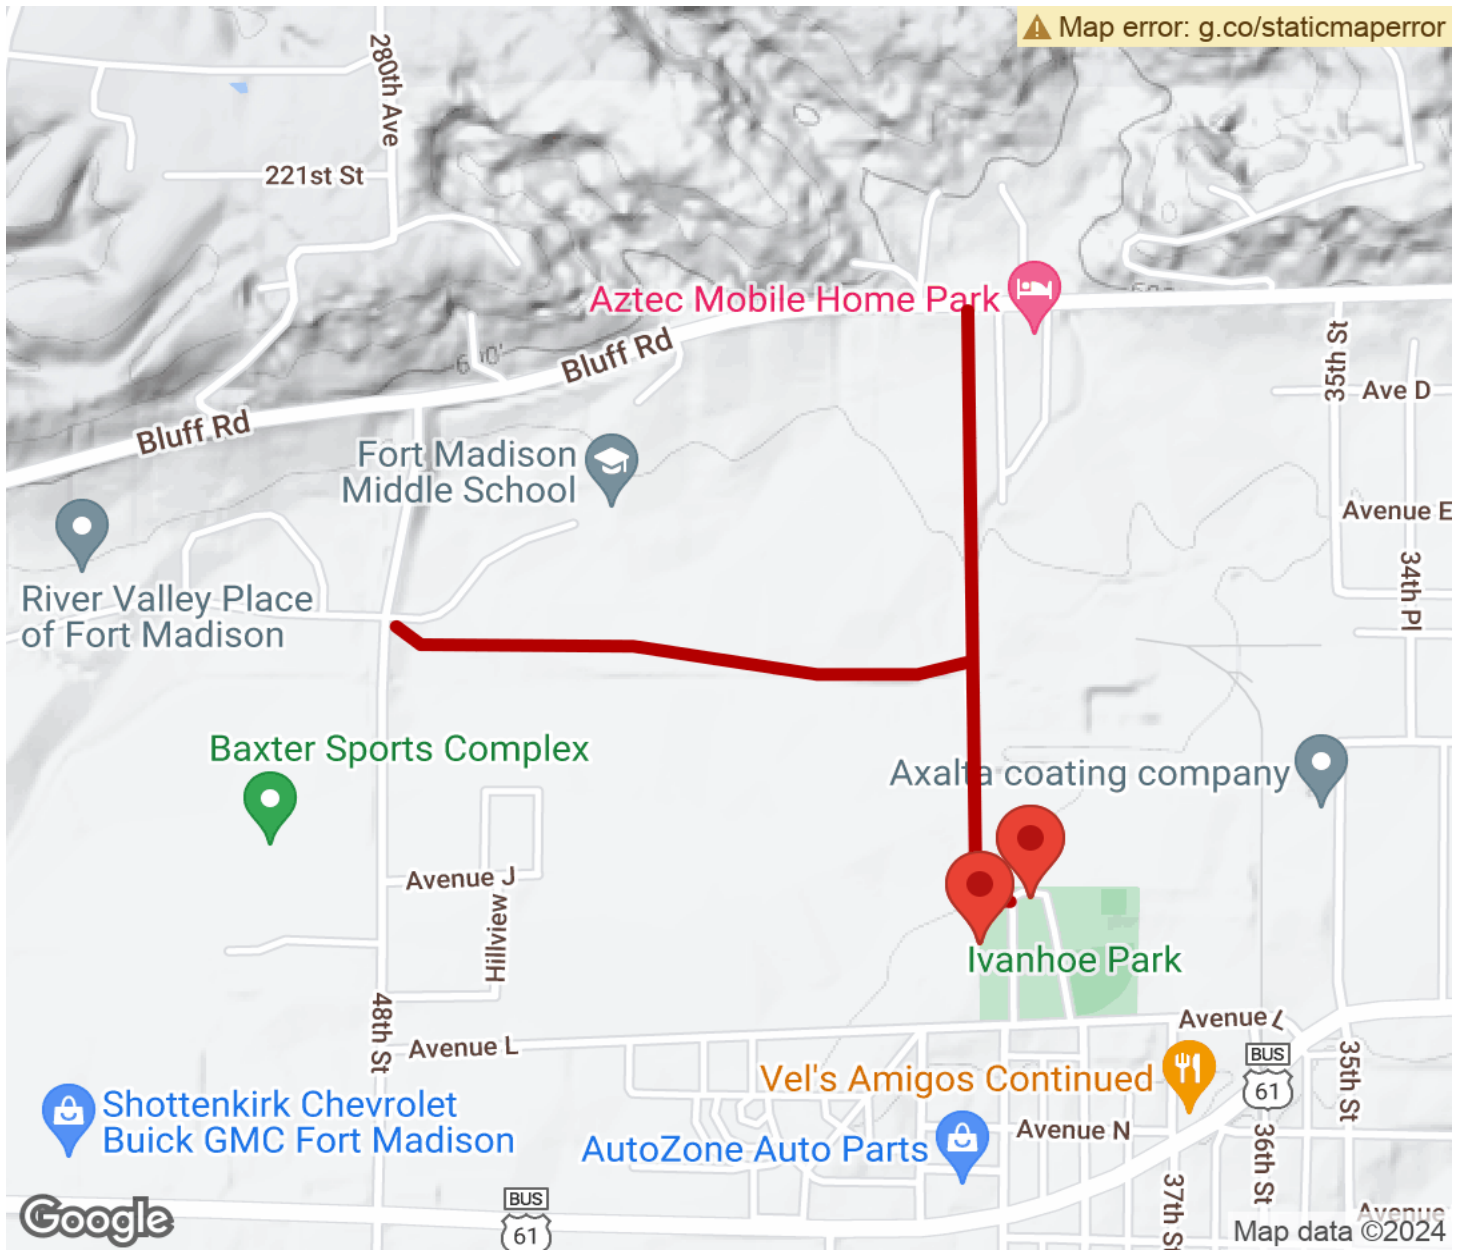 Map error: g.co/staticmaperror
280th Ave
221st St
Aztec Mobile Home Park
Bluff Rd
35th St
Ave D
Bluff Rd
Fort Madison
Middle School
Avenue E
34th Pl
River Valley Place
of Fort Madison
Baxter Sports Complex
Axalta coating company
Avenue J
Hillview
Ivanhoe Park
48th St
Avenue L
Avenue L
BUS
61
35th St
Vel's Amigos Continued
Shottenkirk Chevrolet
Buick GMC Fort Madison
AutoZone Auto Parts
Avenue N
36th St
37th St
BUS
61
Avenue
Google
Map data ©2024